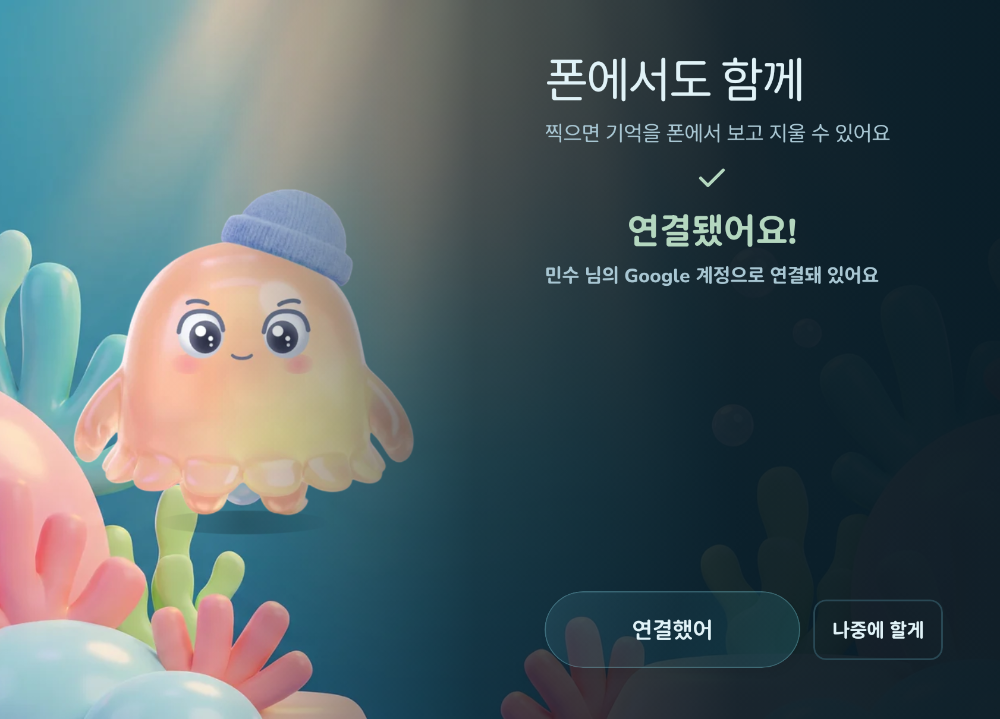 폰에서도 함께
찍으면 기억을 폰에서 보고 지울 수 있어요
연결됐어요!
민수 님의 Google 계정으로 연결돼 있어요
연결했어
나중에 할게